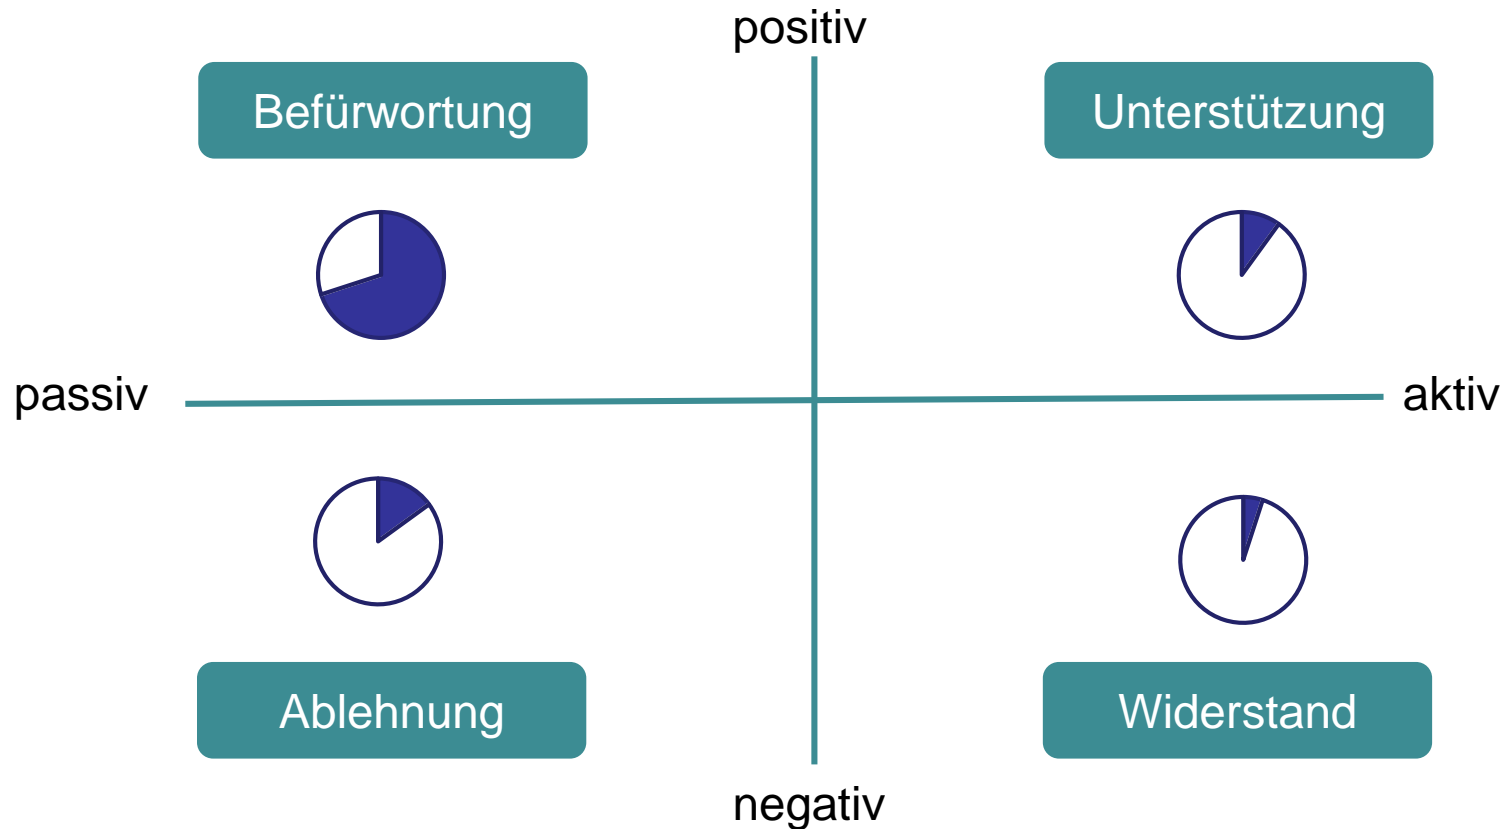 positiv
Befürwortung
Unterstützung
passiv
aktiv
Ablehnung
Widerstand
negativ